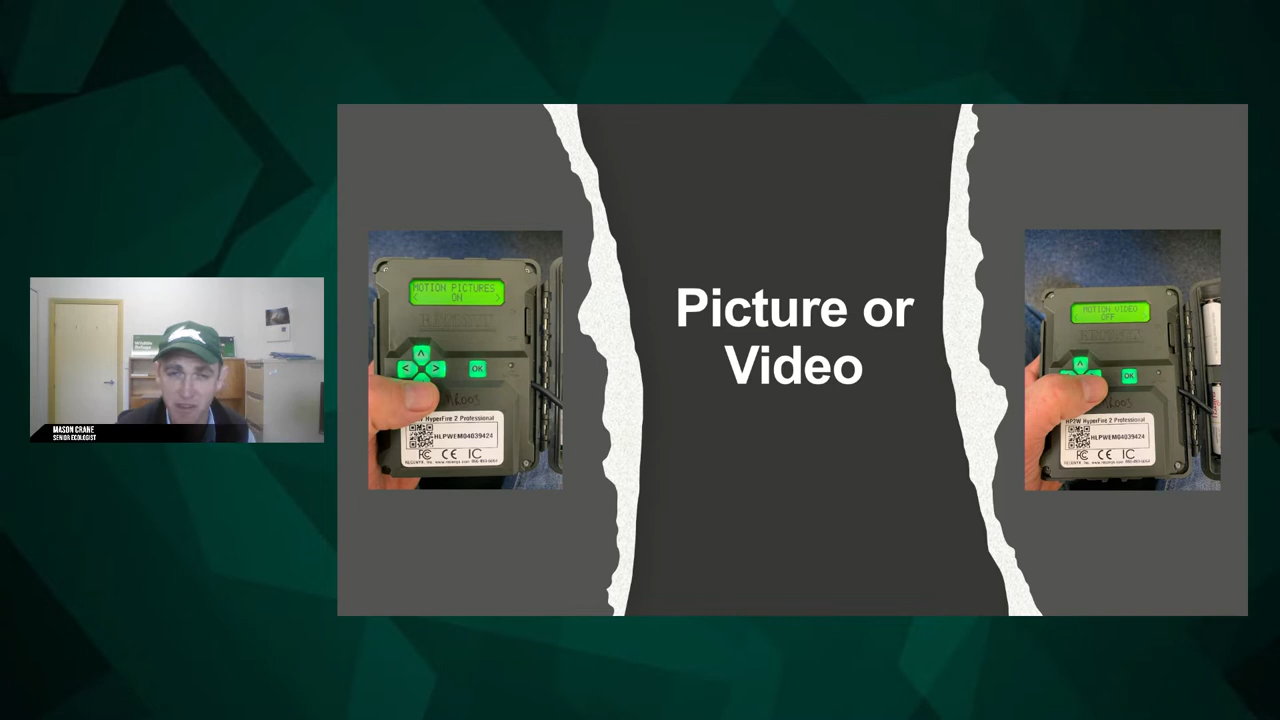 Picture or
Video
MOTION PICTURES
< ON >
RECONYX
OK
HyperFire 2 Professional
HLPWEM04039424
FC CE IC
MOTION VIDEO
OFF
OK
HP2W HyperFire 2 Professional
HLPWEM04039424
FC CE IC
MASON CRANE
SENIOR ECOLOGIST